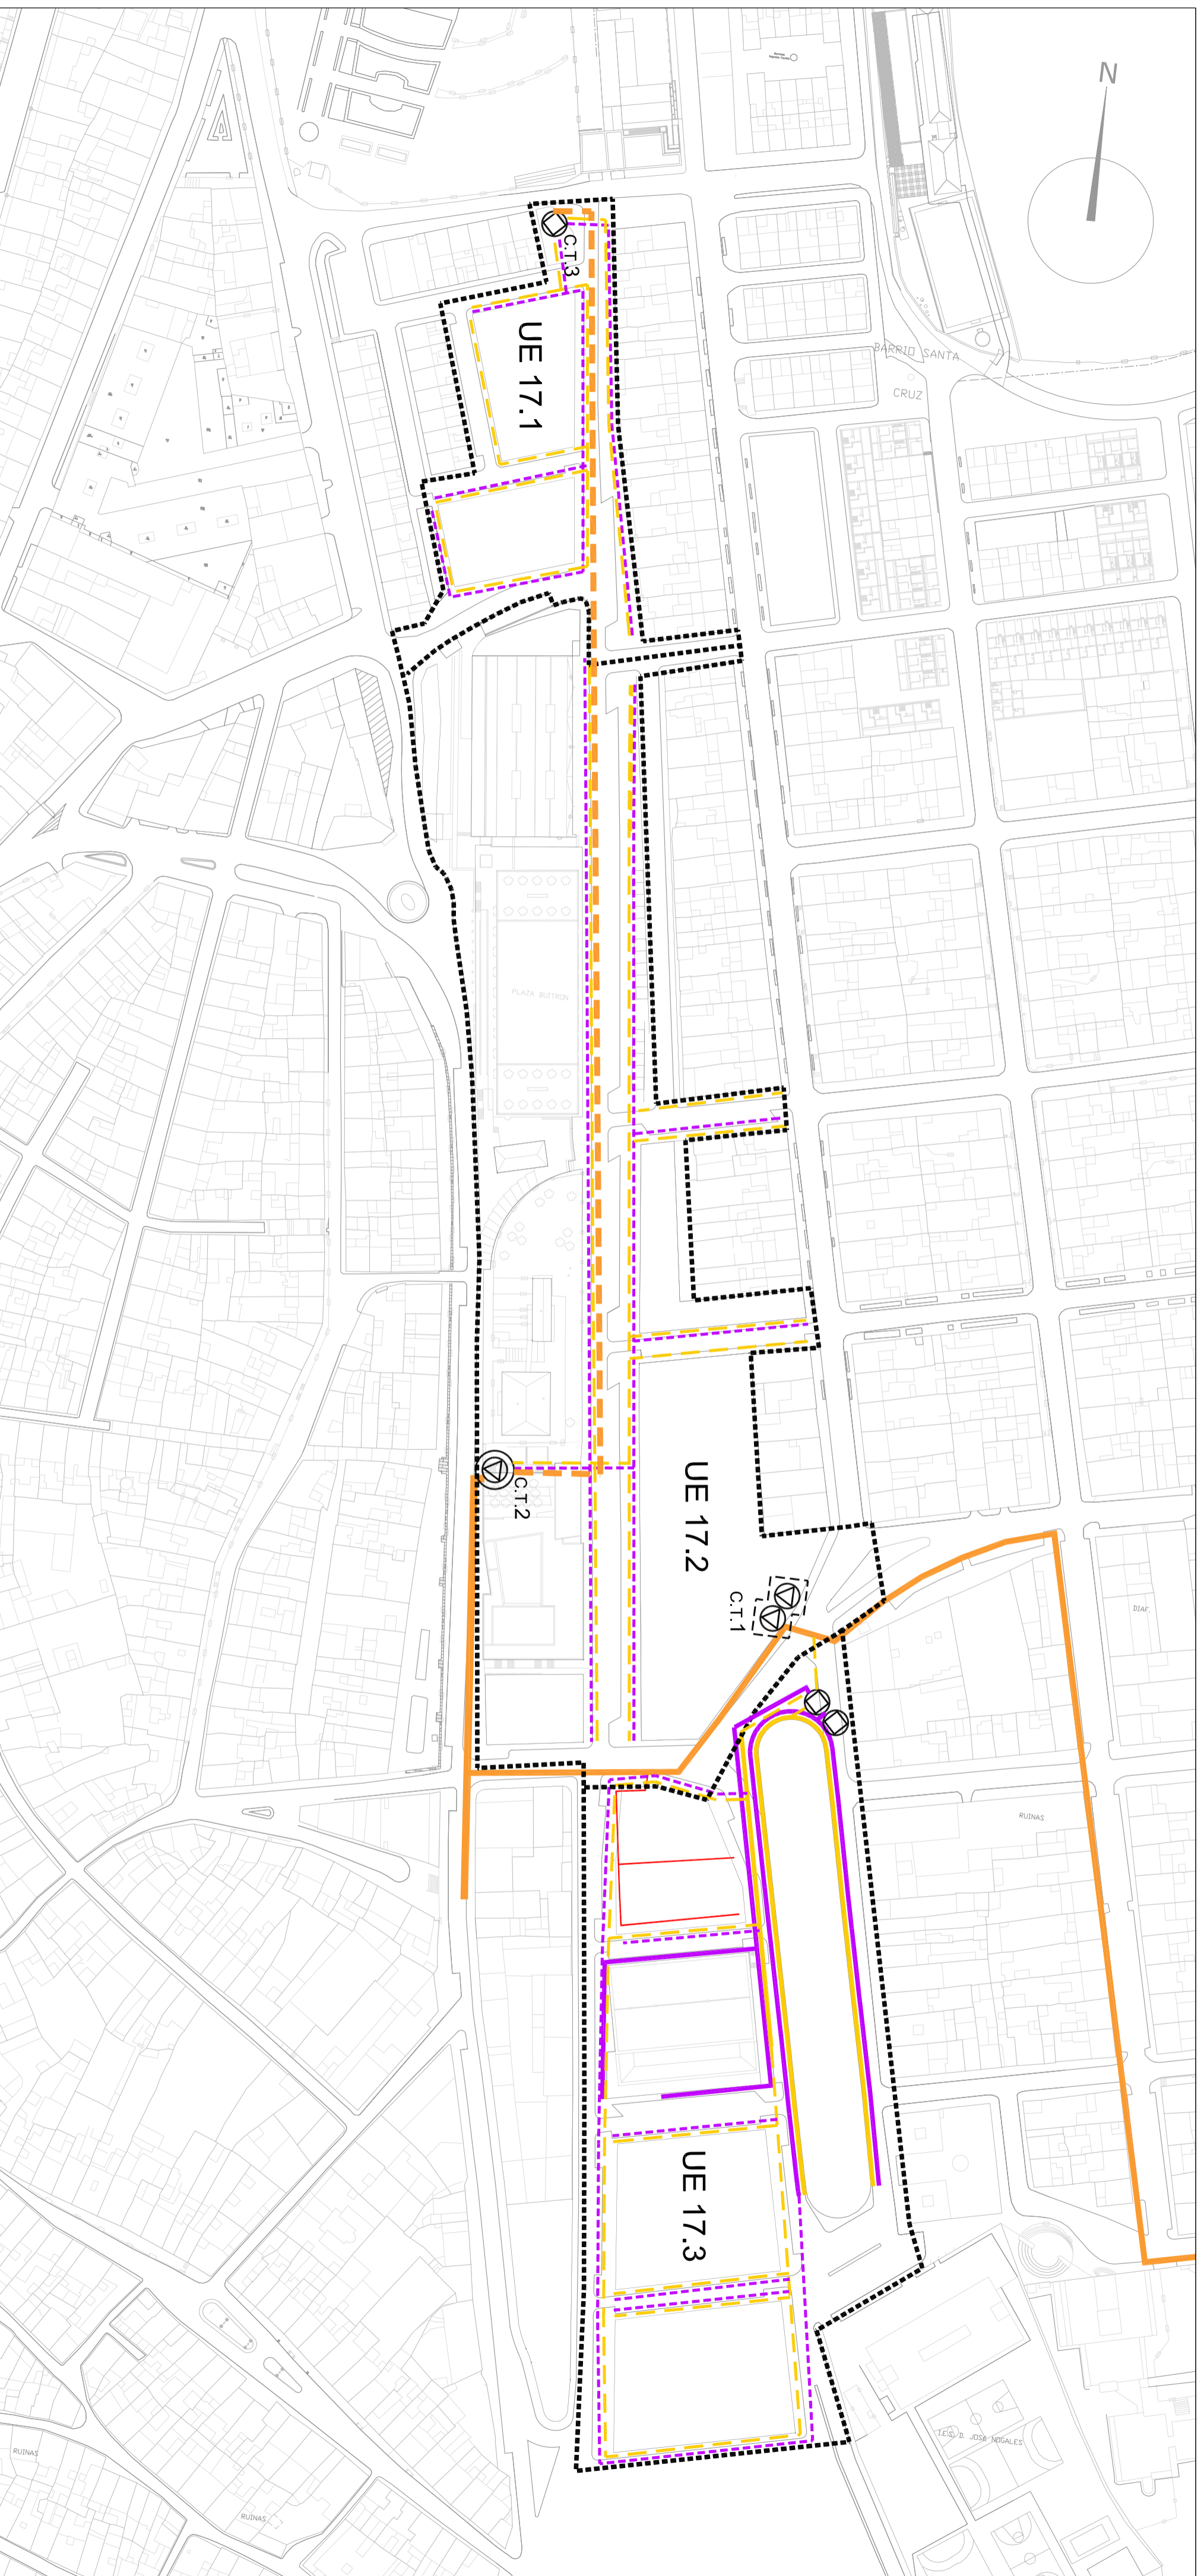 N
C.T.3
UE 17.1
BARRIO SANTA
CRUZ
PLAZA BUITRON
C.T.2
UE 17.2
C.T.1
DIAF.
RUINAS
UE 17.3
I.E.S. D. JOSE NOGALES
RUINAS
RUINAS